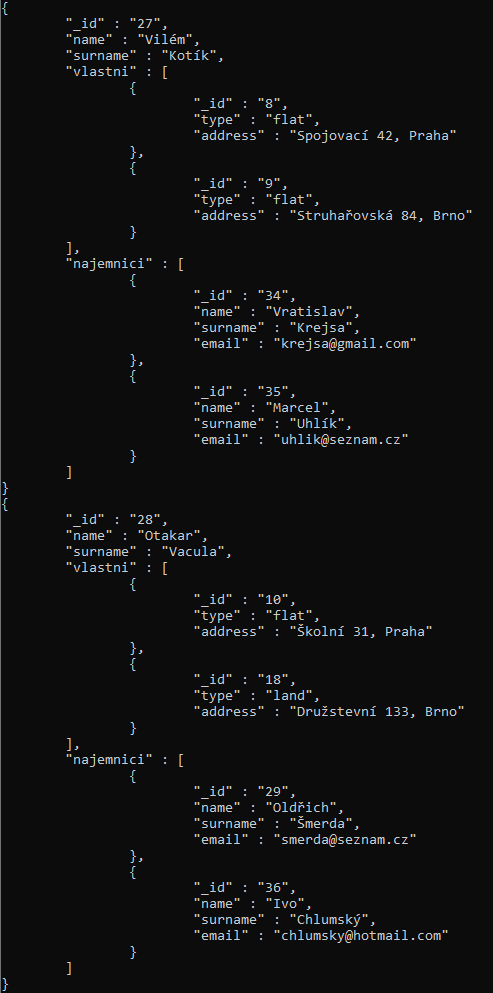 {
        "_id" : "27",
        "name" : "Vilém",
        "surname" : "Kotík",
        "vlastni" : [
                {
                        "_id" : "8",
                        "type" : "flat",
                        "address" : "Spojovací 42, Praha"
                },
                {
                        "_id" : "9",
                        "type" : "flat",
                        "address" : "Struhařovská 84, Brno"
                }
        ],
        "najemnici" : [
                {
                        "_id" : "34",
                        "name" : "Vratislav",
                        "surname" : "Krejsa",
                        "email" : "krejsa@gmail.com"
                },
                {
                        "_id" : "35",
                        "name" : "Marcel",
                        "surname" : "Uhlík",
                        "email" : "uhlik@seznam.cz"
                }
        ]
}
{
        "_id" : "28",
        "name" : "Otakar",
        "surname" : "Vacula",
        "vlastni" : [
                {
                        "_id" : "10",
                        "type" : "flat",
                        "address" : "Školní 31, Praha"
                },
                {
                        "_id" : "18",
                        "type" : "land",
                        "address" : "Družstevní 133, Brno"
                }
        ],
        "najemnici" : [
                {
                        "_id" : "29",
                        "name" : "Oldřich",
                        "surname" : "Šmerda",
                        "email" : "smerda@seznam.cz"
                },
                {
                        "_id" : "36",
                        "name" : "Ivo",
                        "surname" : "Chlumský",
                        "email" : "chlumsky@hotmail.com"
                }
        ]
}